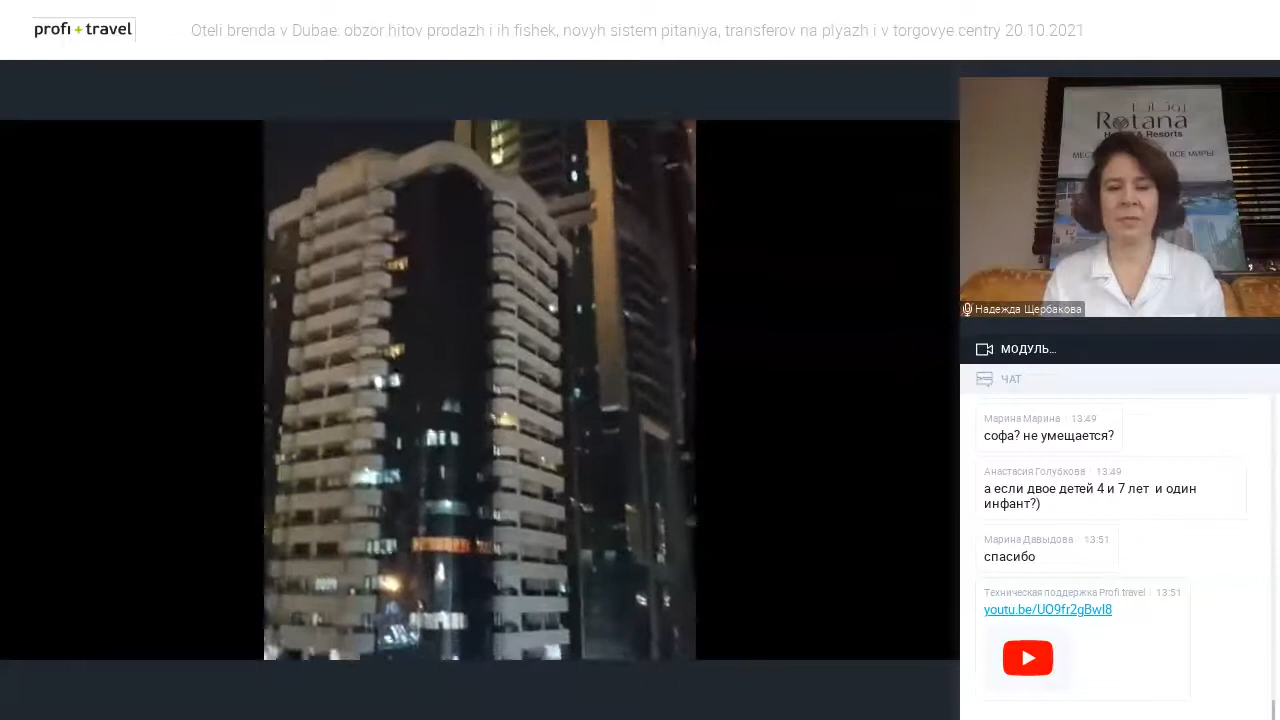 profi + travel
Oteli brenda v Dubae: obzor hitov prodazh i ih fishek, novyh sistem pitaniya, transferov na plyazh i v torgovye centry 20.10.2021
روتانا
Rotana
Надежда Щербакова
МОДУЛЬ...
ЧАТ
Марина Марина 13:49
софа? не умещается?
Анастасия Голубкова 13:49
а если двое детей 4 и 7 лет и один
инфант?)
Марина Давыдова 13:51
спасибо
Техническая поддержка Profi.travel 13:51
youtu.be/UO9fr2gBwI8